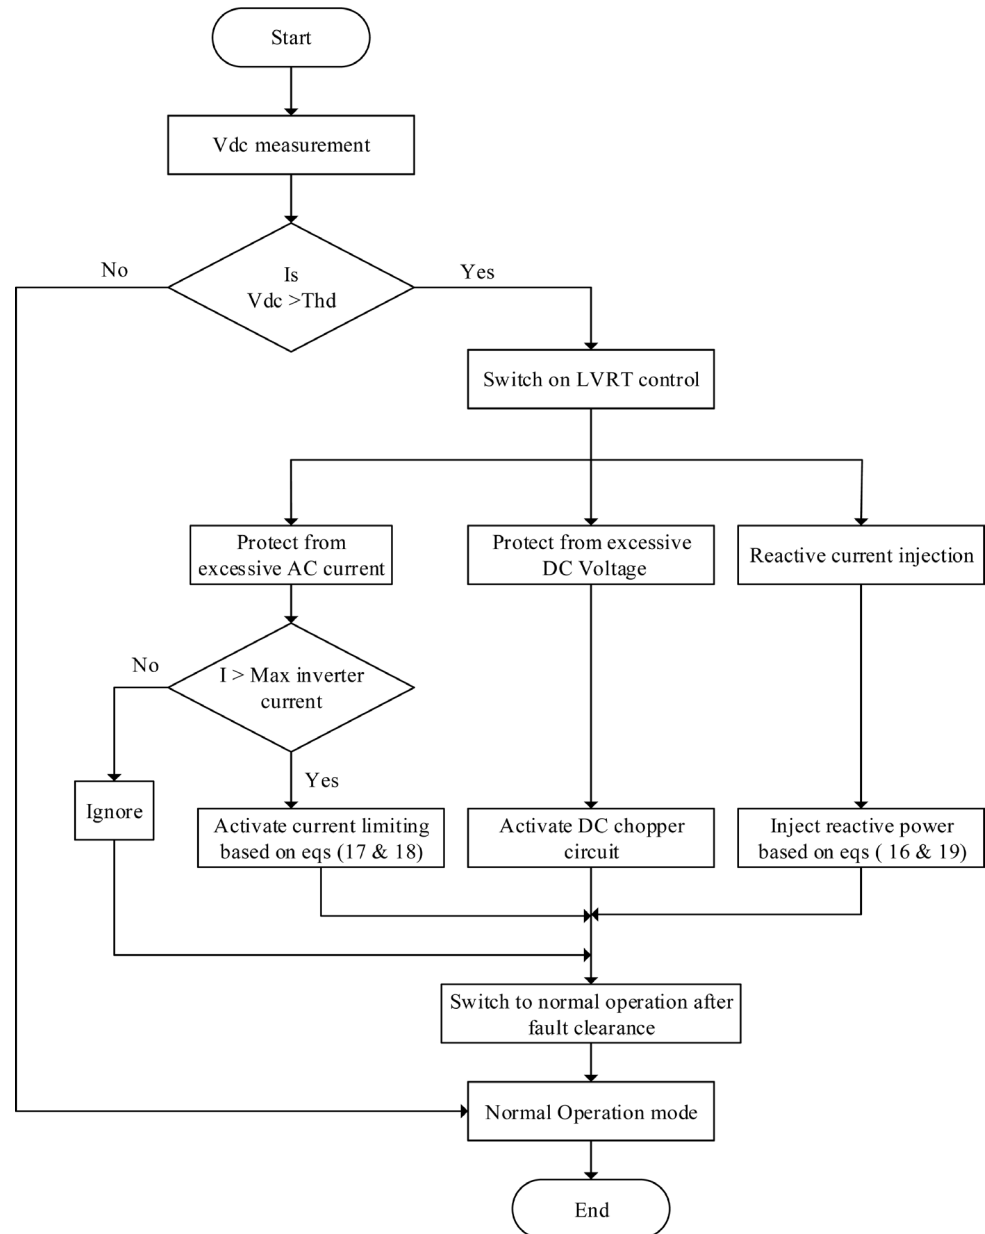 Start
Vdc measurement
No
Is
Vdc >Thd
Yes
Switch on LVRT control
Protect from
excessive AC current
Protect from excessive
DC Voltage
Reactive current injection
No
I > Max inverter
current
Yes
Ignore
Activate current limiting
based on eqs (17 & 18)
Activate DC chopper
circuit
Inject reactive power
based on eqs ( 16 & 19)
Switch to normal operation after
fault clearance
Normal Operation mode
End